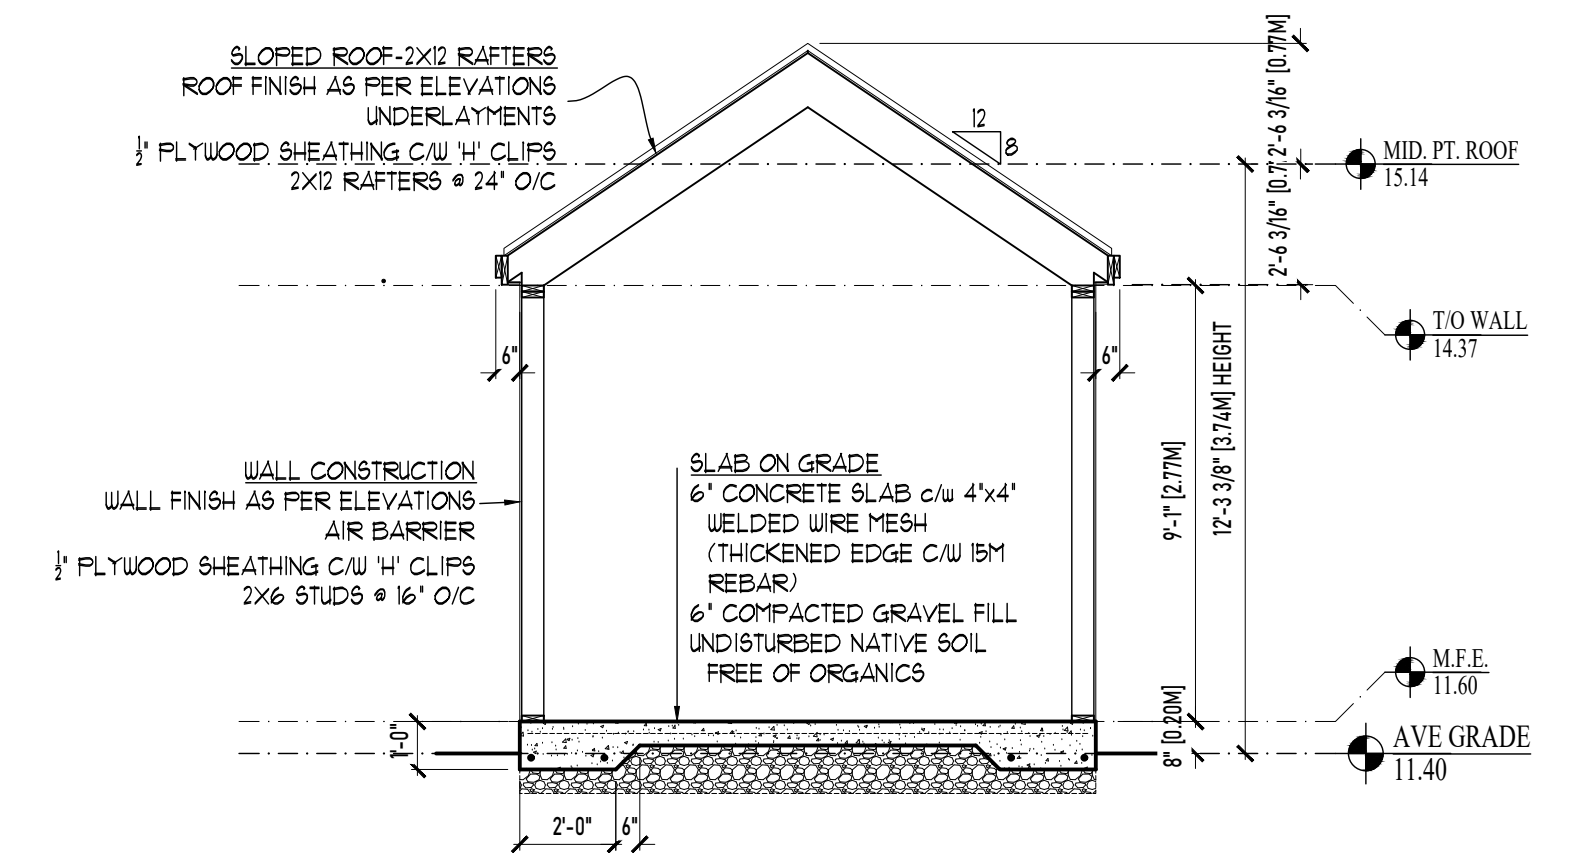 SLOPED ROOF-2X12 RAFTERS
ROOF FINISH AS PER ELEVATIONS
UNDERLAYMENTS
½" PLYWOOD SHEATHING C/W 'H' CLIPS
2X12 RAFTERS @ 24" O/C
12
8
2'-6 3/16" [0.77M]
2'-6 3/16" [0.7
MID. PT. ROOF
15.14
T/O WALL
14.37
6"
6"
WALL CONSTRUCTION
WALL FINISH AS PER ELEVATIONS
AIR BARRIER
½" PLYWOOD SHEATHING C/W 'H' CLIPS
2X6 STUDS @ 16" O/C
SLAB ON GRADE
6" CONCRETE SLAB c/w 4"x4"
WELDED WIRE MESH
(THICKENED EDGE C/W 15M
REBAR)
6" COMPACTED GRAVEL FILL
UNDISTURBED NATIVE SOIL
FREE OF ORGANICS
9'-1" [2.77M]
12'-3 3/8" [3.74M] HEIGHT
M.F.E.
11.60
8" [0.20M]
AVE GRADE
11.40
1'-0"
2'-0"
6"